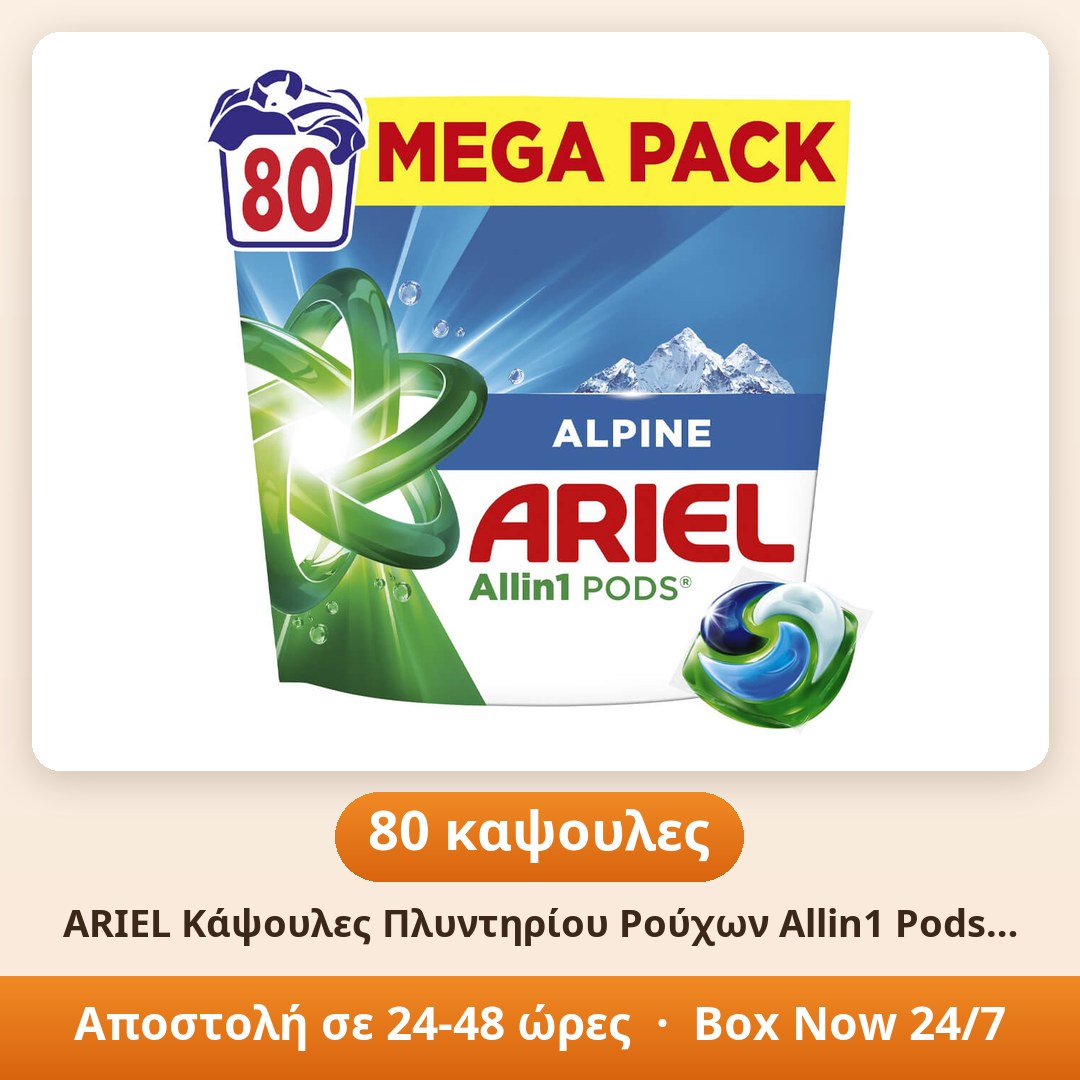 80
MEGA PACK
ALPINE
ARIEL
Allin1 PODS®
80 καψουλες
ARIEL Κάψουλες Πλυντηρίου Ρούχων Allin1 Pods...
Αποστολή σε 24-48 ώρες · Box Now 24/7